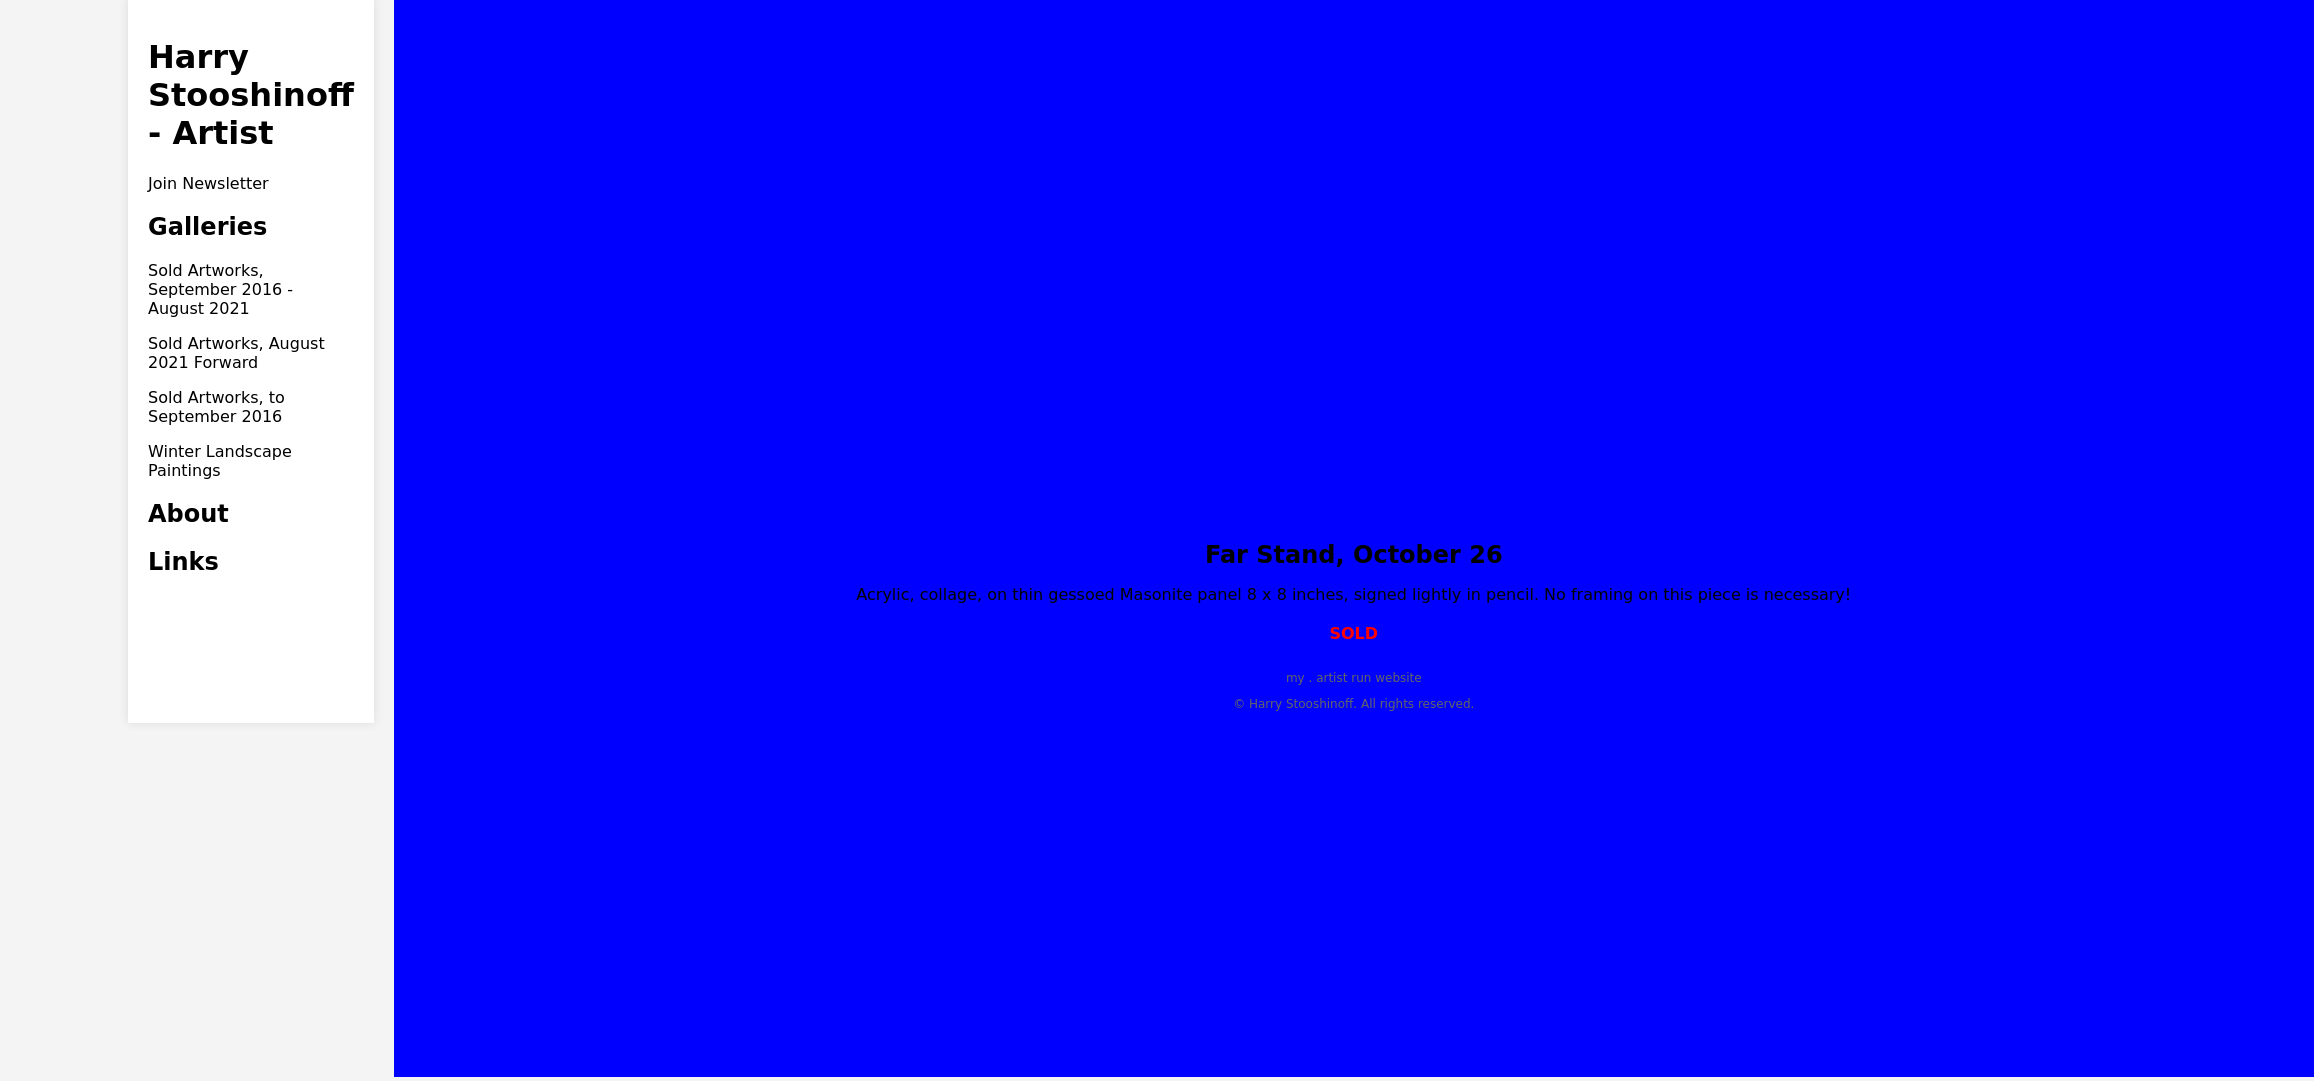 Harry
Stooshinoff
- Artist
Join Newsletter
Galleries
Sold Artworks,
September 2016 -
August 2021
Sold Artworks, August
2021 Forward
Sold Artworks, to
September 2016
Winter Landscape
Paintings
About
Links
Far Stand, October 26
Acrylic, collage, on thin gessoed Masonite panel 8 x 8 inches, signed lightly in pencil. No framing on this piece is necessary!
SOLD
my . artist run website
© Harry Stooshinoff. All rights reserved.